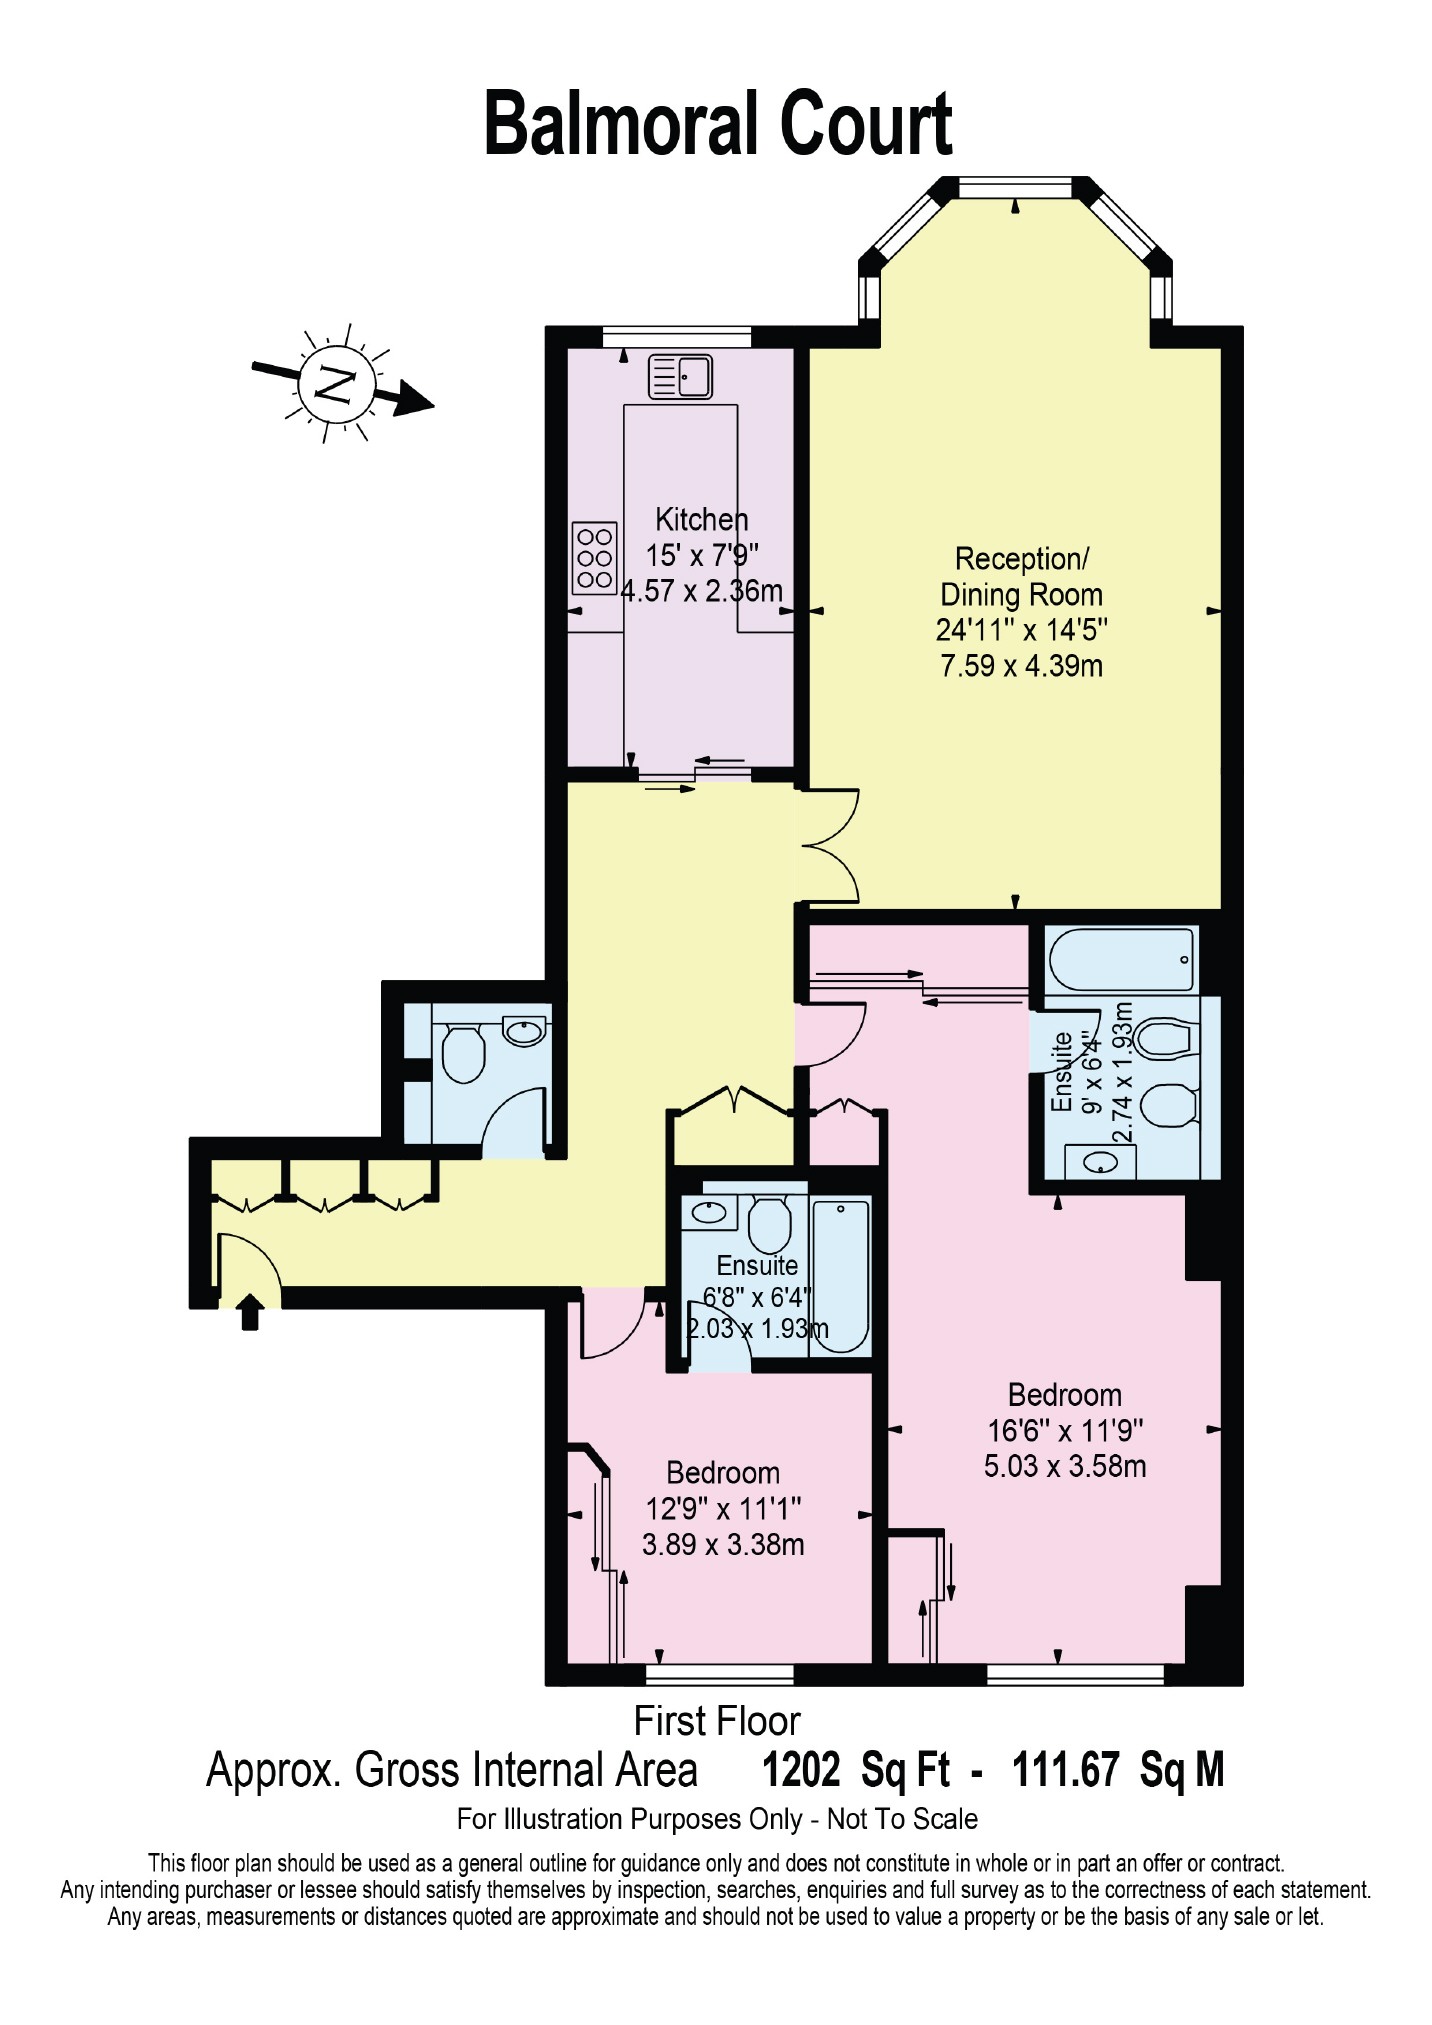 Balmoral Court
N
Kitchen
15' x 7'9"
4.57 x 2.36m
Reception/
Dining Room
24'11" x 14'5"
7.59 x 4.39m
Ensuite
9' x 6'4"
2.74 x 1.93m
Ensuite
6'8" x 6'4"
2.03 x 1.93m
Bedroom
16'6" x 11'9"
5.03 x 3.58m
Bedroom
12'9" x 11'1"
3.89 x 3.38m
First Floor
Approx. Gross Internal Area 1202 Sq Ft - 111.67 Sq M
For Illustration Purposes Only - Not To Scale
This floor plan should be used as a general outline for guidance only and does not constitute in whole or in part an offer or contract.
Any intending purchaser or lessee should satisfy themselves by inspection, searches, enquiries and full survey as to the correctness of each statement.
Any areas, measurements or distances quoted are approximate and should not be used to value a property or be the basis of any sale or let.